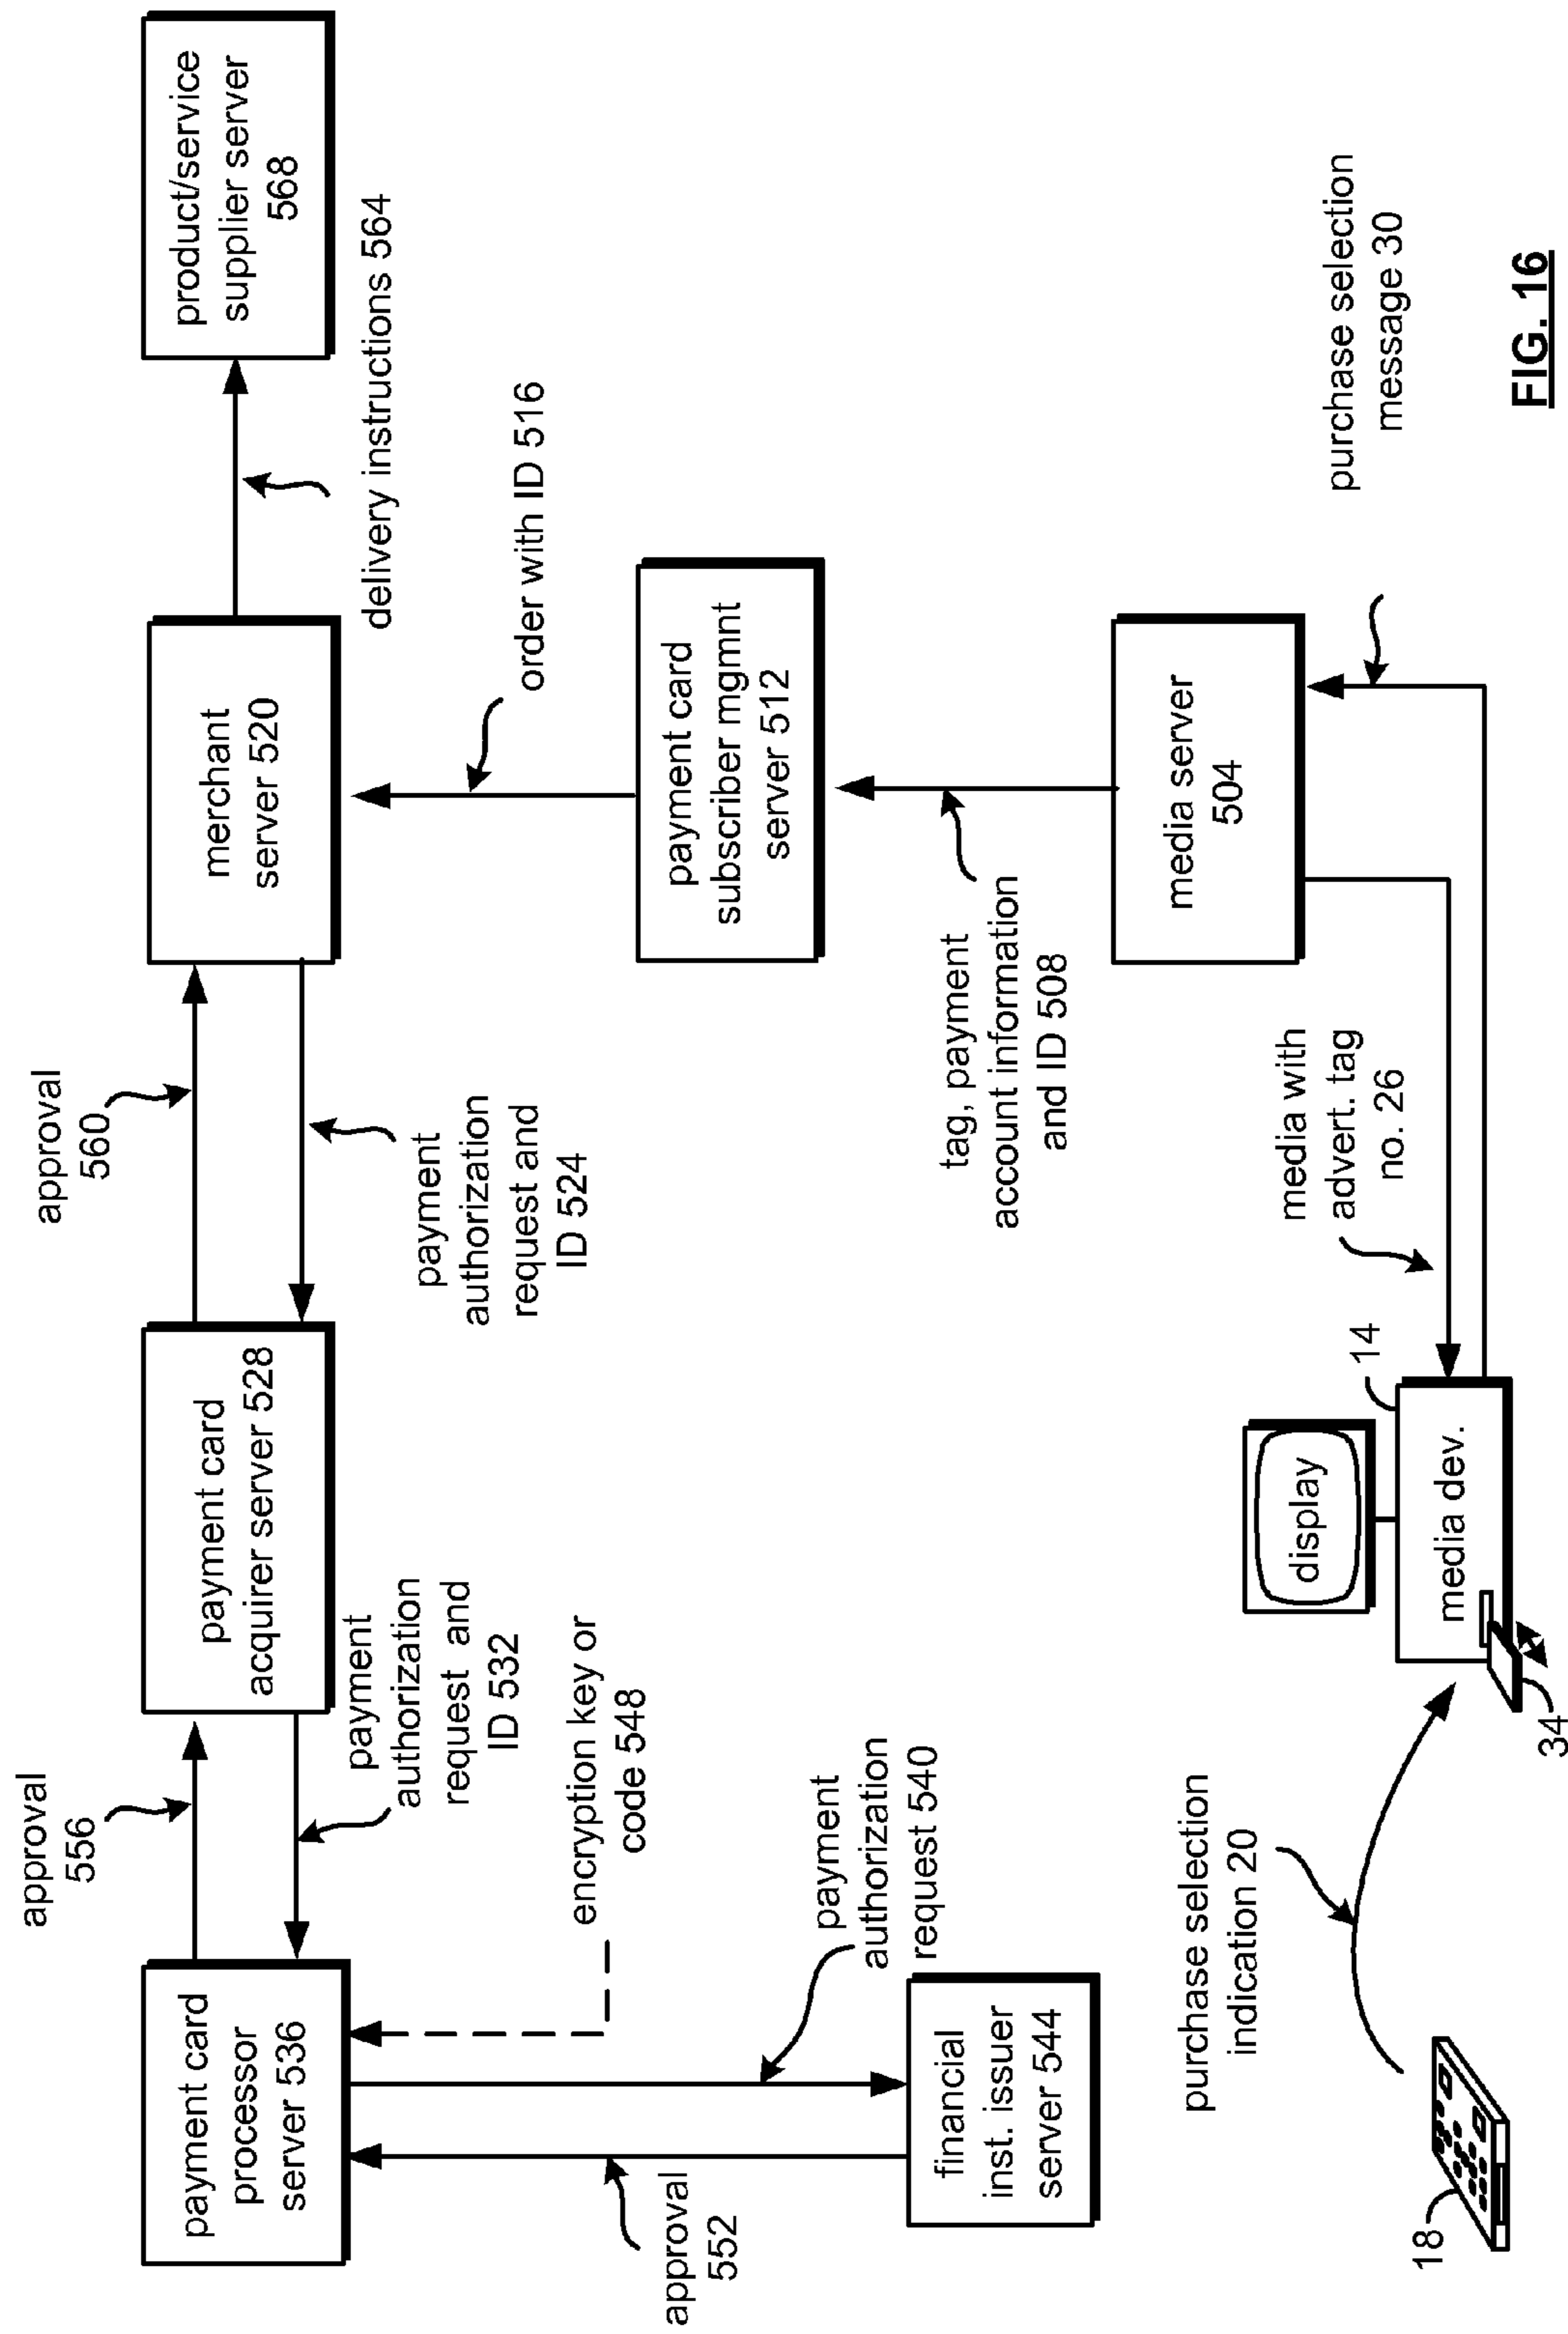 approval
556
approval
560
payment card
processor
server 536
payment card
acquirer server 528
merchant
server 520
product/service
supplier server
568
payment
authorization
request and
ID 532
payment
authorization
request and
ID 524
delivery instructions 564
encryption key or
code 548
order with ID 516
approval
552
payment
authorization
request 540
payment card
subscriber mgmnt
server 512
financial
inst. issuer
server 544
tag, payment
account information
and ID 508
purchase selection
indication 20
display
14
media with
advert. tag
no. 26
media server
504
purchase selection
message 30
18
media dev.
34
FIG. 16